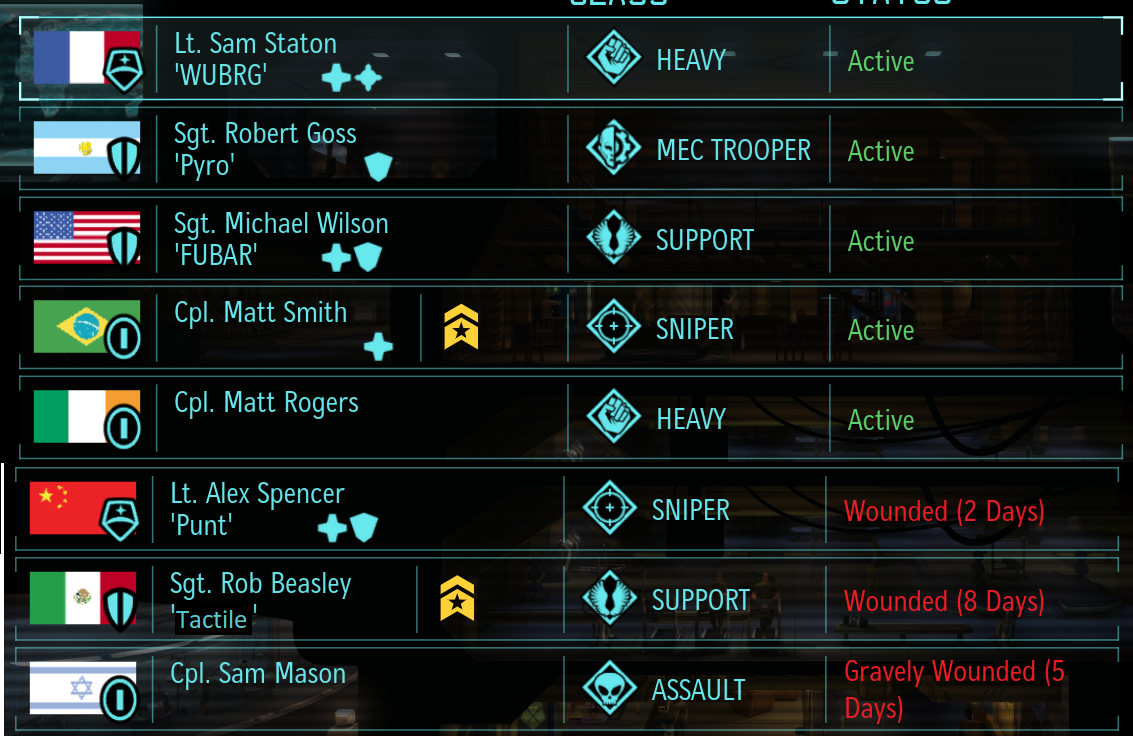 CLASS STATUS
Lt. Sam Staton
'WUBRG'
HEAVY
Active
Sgt. Robert Goss
'Pyro'
MEC TROOPER
Active
Sgt. Michael Wilson
'FUBAR'
SUPPORT
Active
Cpl. Matt Smith
SNIPER
Active
Cpl. Matt Rogers
HEAVY
Active
Lt. Alex Spencer
'Punt'
SNIPER
Wounded (2 Days)
Sgt. Rob Beasley
'Tactile'
SUPPORT
Wounded (8 Days)
Cpl. Sam Mason
ASSAULT
Gravely Wounded (5
Days)